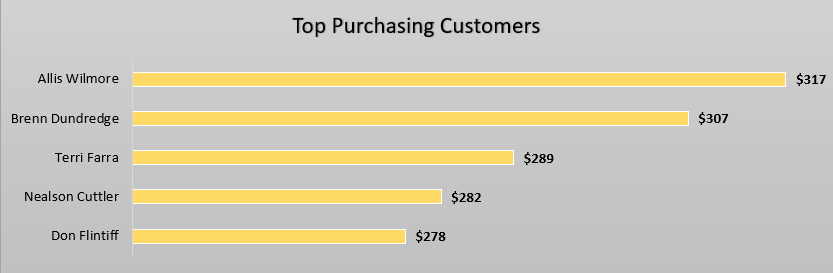 Top Purchasing Customers
Allis Wilmore $317
Brenn Dundredge $307
Terri Farra $289
Nealson Cuttler $282
Don Flintiff $278